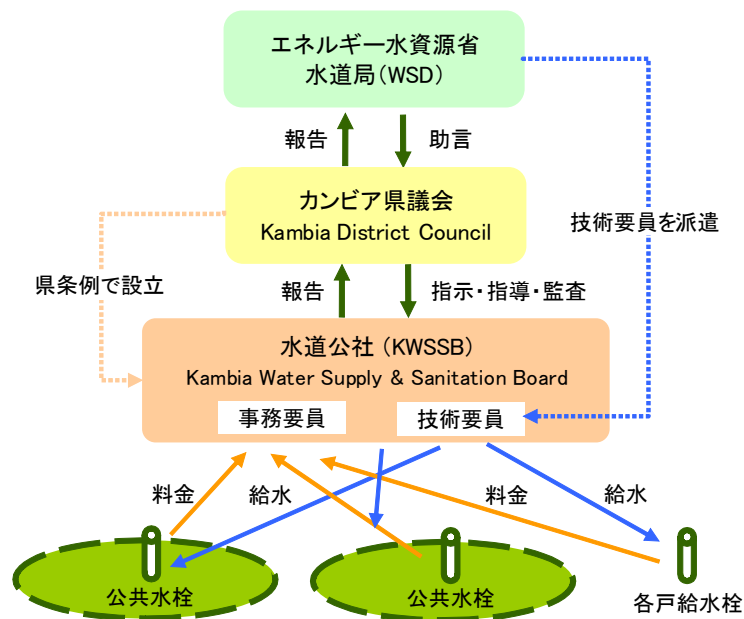 エネルギー水資源省
水道局(WSD)
報告
助言
カンビア県議会
Kambia District Council
技術要員を派遣
県条例で設立
報告
指示・指導・監査
水道公社 (KWSSB)
Kambia Water Supply & Sanitation Board
事務要員
技術要員
料金
給水
料金
給水
公共水栓
公共水栓
各戸給水栓